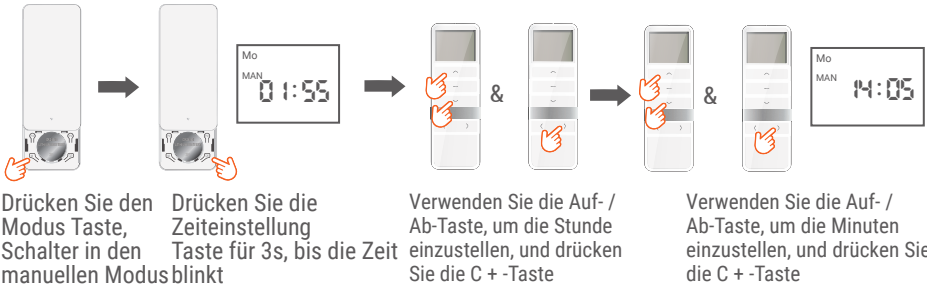 Mo
MAN
01:55
&
&
Mo
MAN
14:05
Drücken Sie den
Modus Taste,
Schalter in den
manuellen Modus
Drücken Sie die
Zeiteinstellung
Taste für 3s, bis die Zeit
blinkt
Verwenden Sie die Auf- /
Ab-Taste, um die Stunde
einzustellen, und drücken
Sie die C + -Taste
Verwenden Sie die Auf- /
Ab-Taste, um die Minuten
einzustellen, und drücken Sie
die C + -Taste